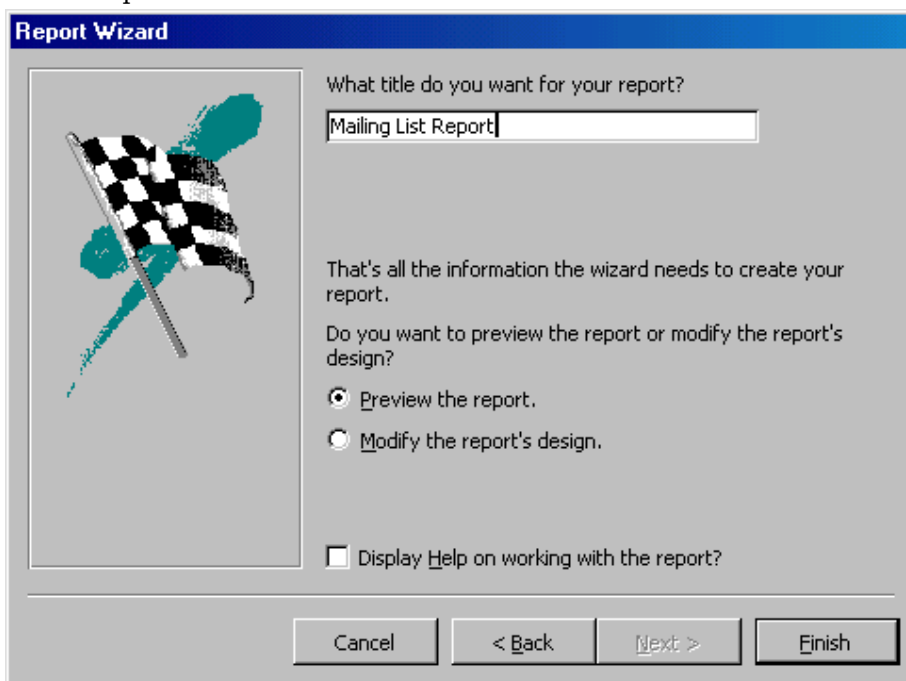 Report Wizard
What title do you want for your report?
Mailing List Report
That's all the information the wizard needs to create your
report.
Do you want to preview the report or modify the report's
design?
Preview the report.
Modify the report's design.
Display Help on working with the report?
Cancel
< Back
Next >
Finish